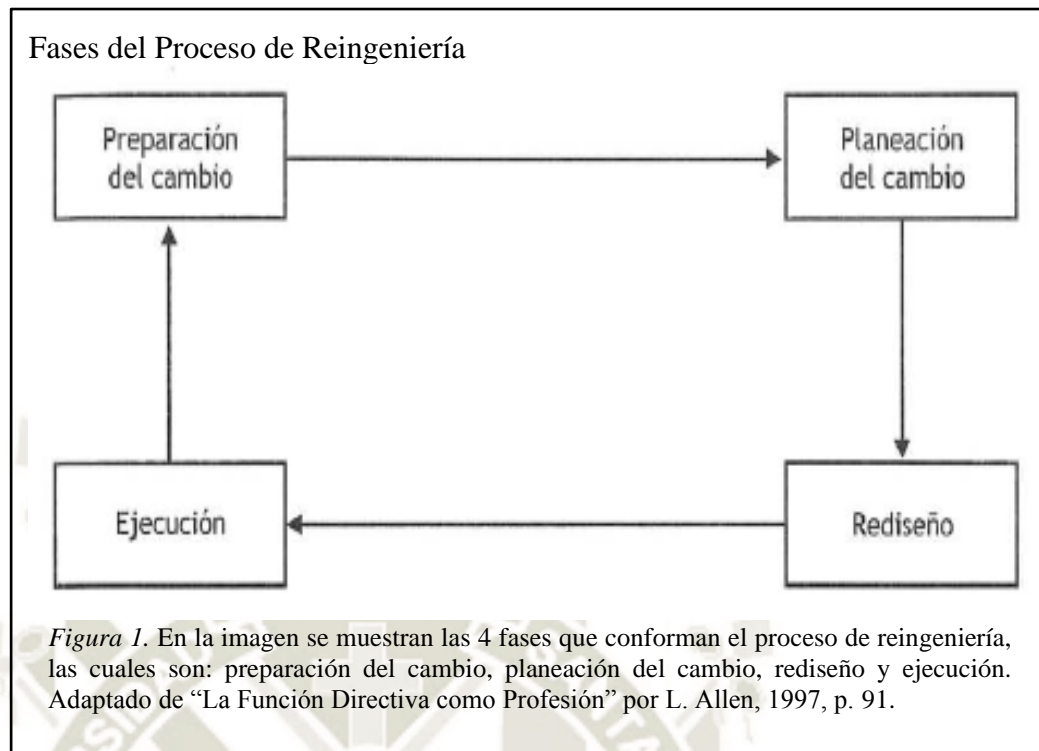 Fases del Proceso de Reingeniería
Preparación
del cambio
Planeación
del cambio
Ejecución
Rediseño
Figura 1. En la imagen se muestran las 4 fases que conforman el proceso de reingeniería,
las cuales son: preparación del cambio, planeación del cambio, rediseño y ejecución.
Adaptado de “La Función Directiva como Profesión” por L. Allen, 1997, p. 91.